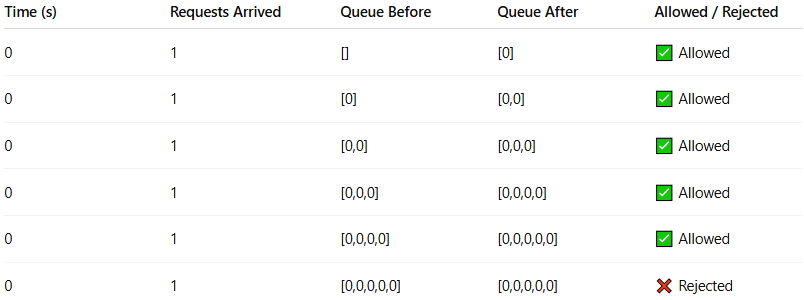 Time (s) Requests Arrived Queue Before Queue After Allowed / Rejected
0 1 [] [0] ✅ Allowed
0 1 [0] [0,0] ✅ Allowed
0 1 [0,0] [0,0,0] ✅ Allowed
0 1 [0,0,0] [0,0,0,0] ✅ Allowed
0 1 [0,0,0,0] [0,0,0,0,0] ✅ Allowed
0 1 [0,0,0,0,0] [0,0,0,0,0] ❌ Rejected